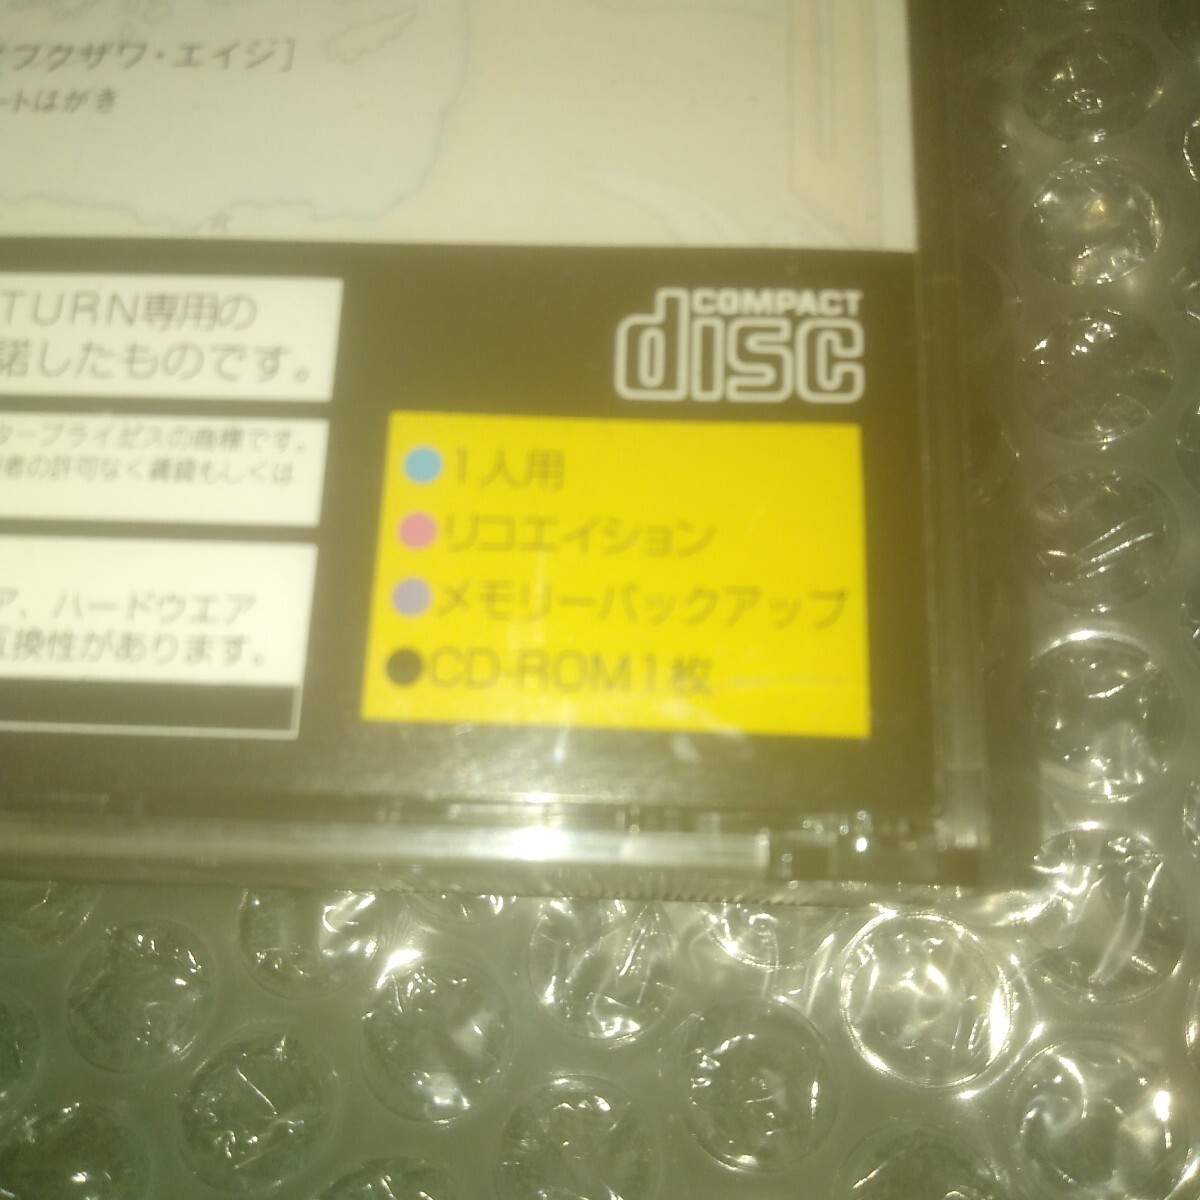 フクザワ・エイジ]
ートはがき
TURN専用の
諾したものです。
COMPACT
disc
タープライゼスの商標です。
者の許可なく賃貸もしくは
1人用
リコエイション
メモリーバックアップ
CD-ROM1枚
ア、ハードウエア
互換性があります。